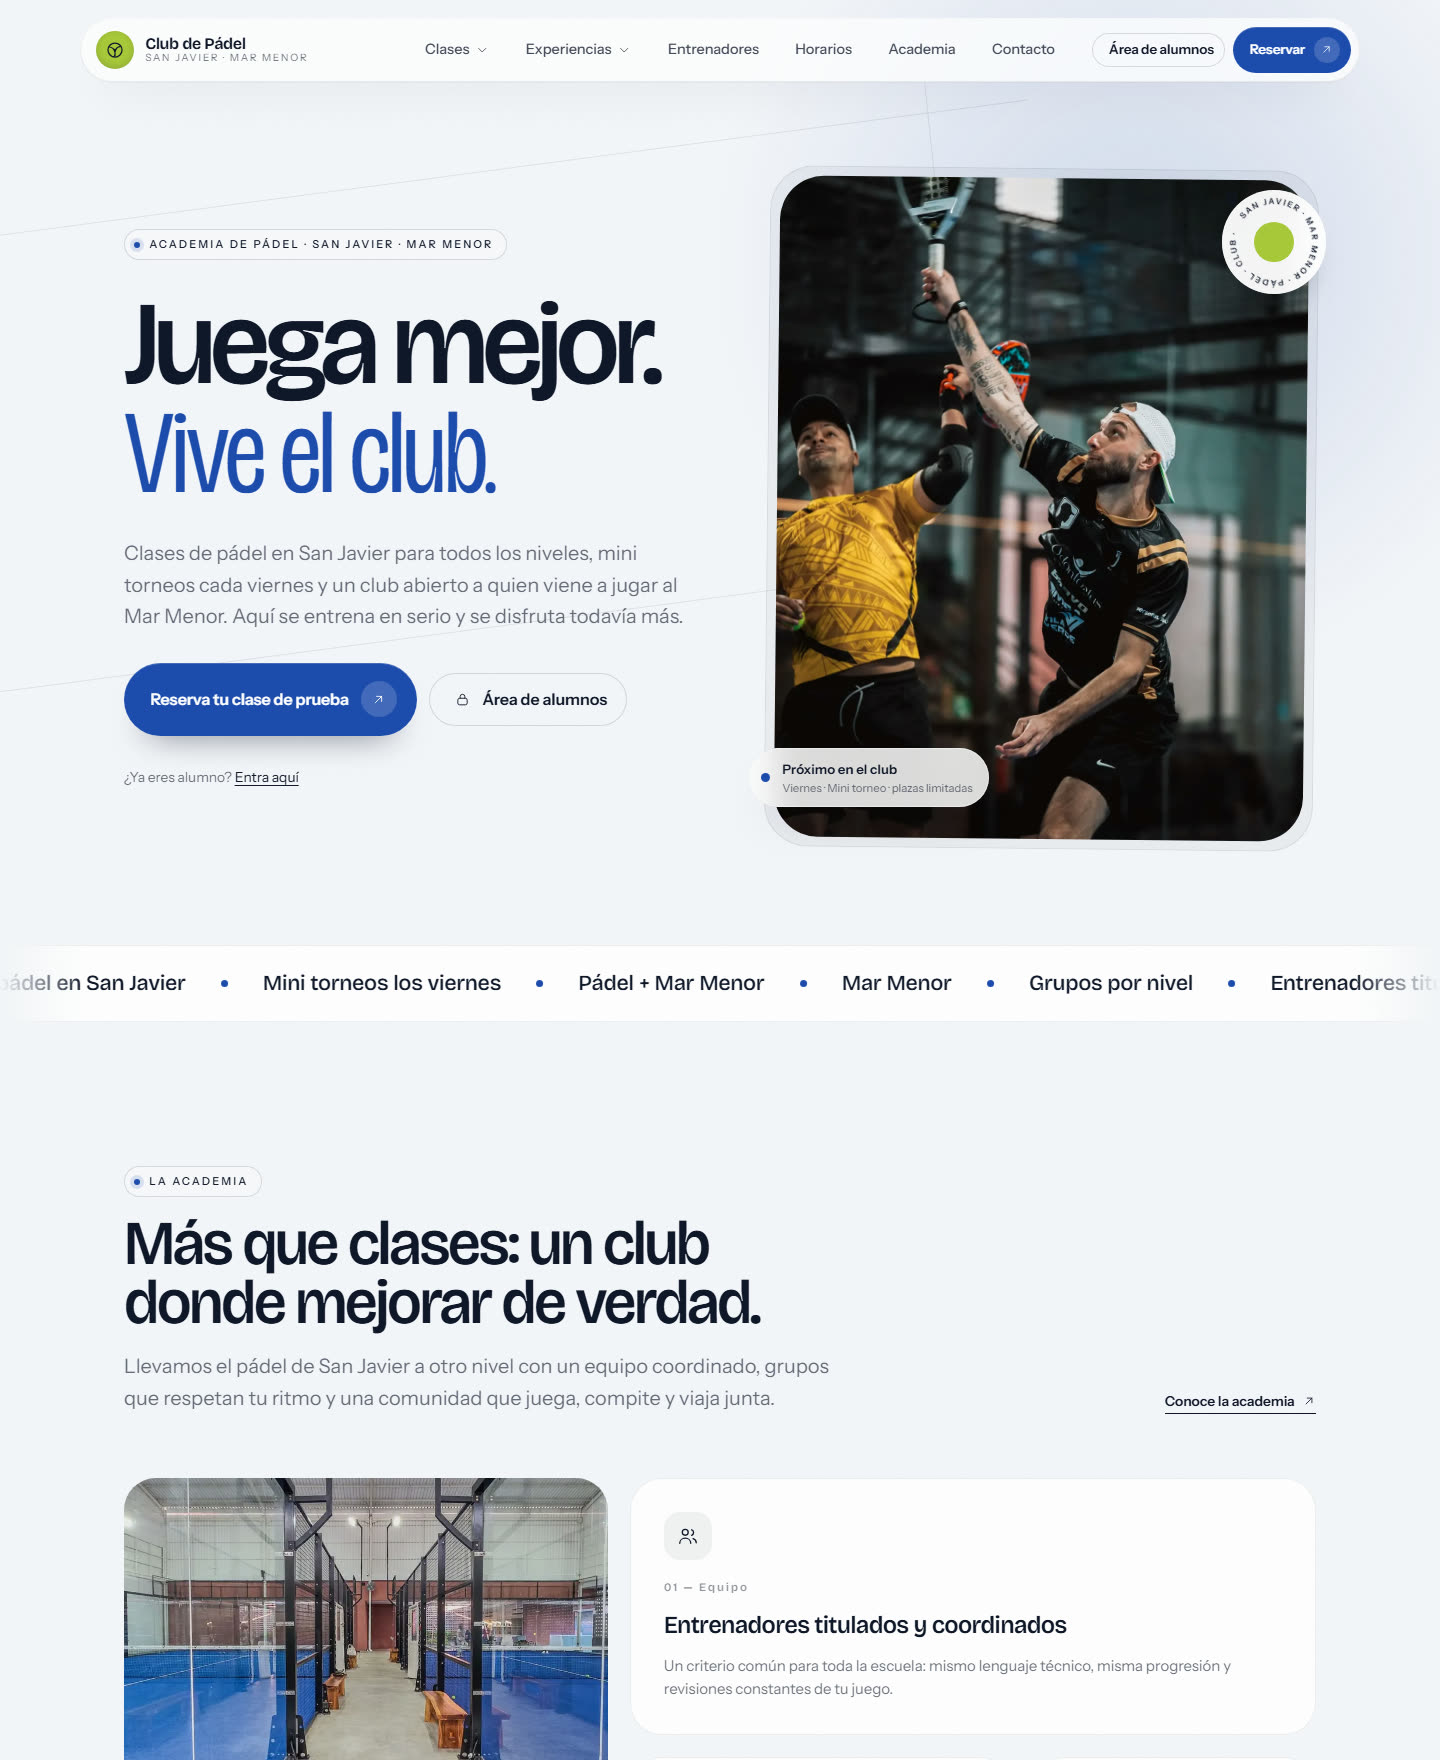 Club de Pádel
SAN JAVIER · MAR MENOR
Clases
Experiencias
Entrenadores
Horarios
Academia
Contacto
Área de alumnos
Reservar
ACADEMIA DE PÁDEL · SAN JAVIER · MAR MENOR
Juega mejor.
Vive el club.
Clases de pádel en San Javier para todos los niveles, mini
torneos cada viernes y un club abierto a quien viene a jugar al
Mar Menor. Aquí se entrena en serio y se disfruta todavía más.
Reserva tu clase de prueba
Área de alumnos
¿Ya eres alumno? Entra aquí
SAN JAVIER · MAR MENOR · PÁDEL · CLUB ·
Próximo en el club
Viernes · Mini torneo · plazas limitadas
pádel en San Javier • Mini torneos los viernes • Pádel + Mar Menor • Mar Menor • Grupos por nivel • Entrenadores
LA ACADEMIA
Más que clases: un club
donde mejorar de verdad.
Llevamos el pádel de San Javier a otro nivel con un equipo coordinado, grupos
que respetan tu ritmo y una comunidad que juega, compite y viaja junta.
Conoce la academia
01 — Equipo
Entrenadores titulados y coordinados
Un criterio común para toda la escuela: mismo lenguaje técnico, misma progresión y
revisiones constantes de tu juego.